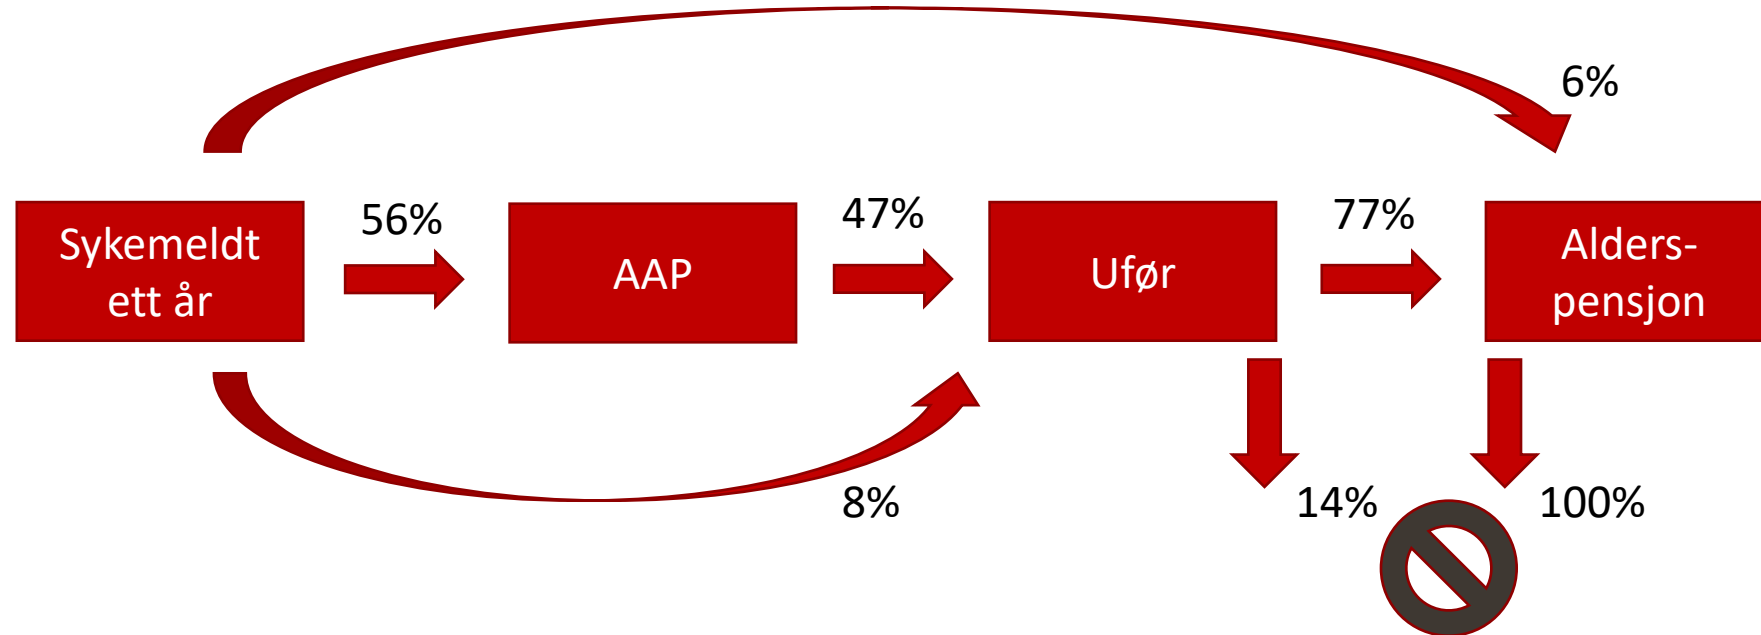 6%
Sykemeldt
ett år
56%
AAP
47%
Ufør
77%
Alders-
pensjon
8%
14%
100%